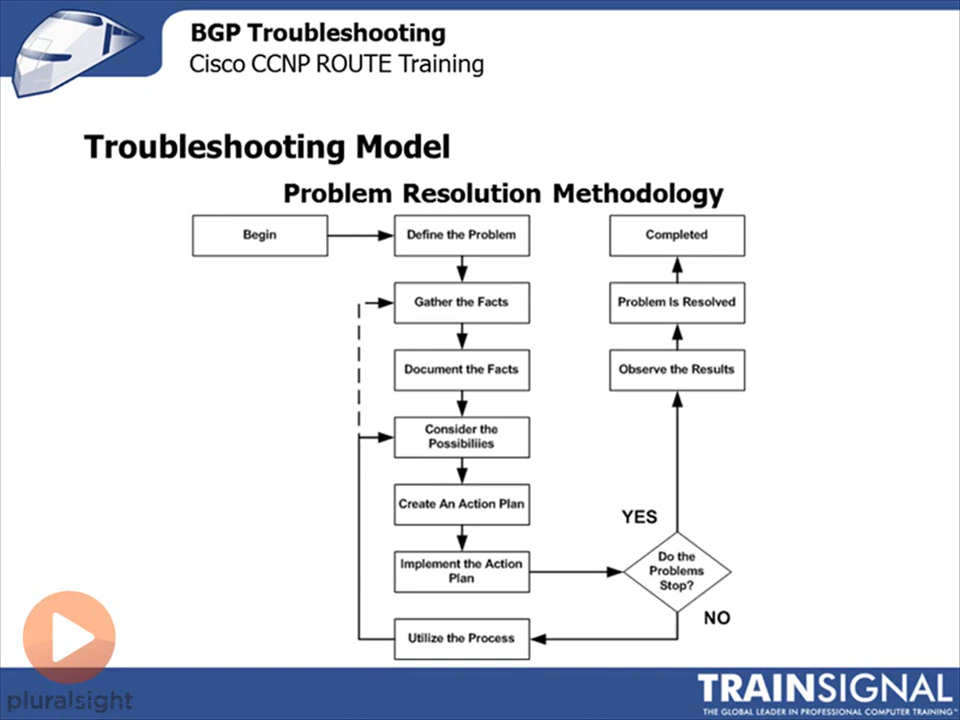 BGP Troubleshooting
Cisco CCNP ROUTE Training
Troubleshooting Model
Problem Resolution Methodology
Begin
Define the Problem
Completed
Gather the Facts
Problem Is Resolved
Document the Facts
Observe the Results
Consider the
Possibiliies
Create An Action Plan
YES
Implement the Action
Plan
Do the
Problems
Stop?
NO
Utilize the Process
pluralsight
TRAINSIGNAL
THE GLOBAL LEADER IN PROFESSIONAL COMPUTER TRAINING™